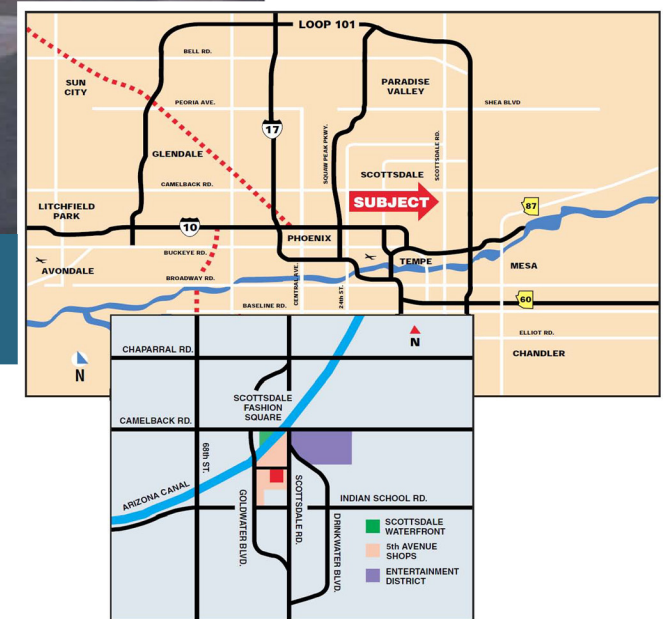 LOOP 101
BELL RD.
SUN
CITY
PARADISE
VALLEY
PEORIA AVE.
SHEA BLVD
17
SQUAW PEAK PKWY.
SCOTTSDALE RD.
GLENDALE
SCOTTSDALE
CAMELBACK RD.
SUBJECT
87
LITCHFIELD
PARK
10
PHOENIX
BUCKEYE RD.
TEMPE
MESA
AVONDALE
BROADWAY RD.
CENTRAL AVE.
24th ST.
BASELINE RD.
60
ELLIOT RD.
CHANDLER
N
N
CHAPARRAL RD.
SCOTTSDALE
FASHION
SQUARE
CAMELBACK RD.
68th ST.
ARIZONA CANAL
GOLDWATER BLVD.
SCOTTSDALE RD.
DRINKWATER BLVD.
INDIAN SCHOOL RD.
SCOTTSDALE
WATERFRONT
5th AVENUE
SHOPS
ENTERTAINMENT
DISTRICT